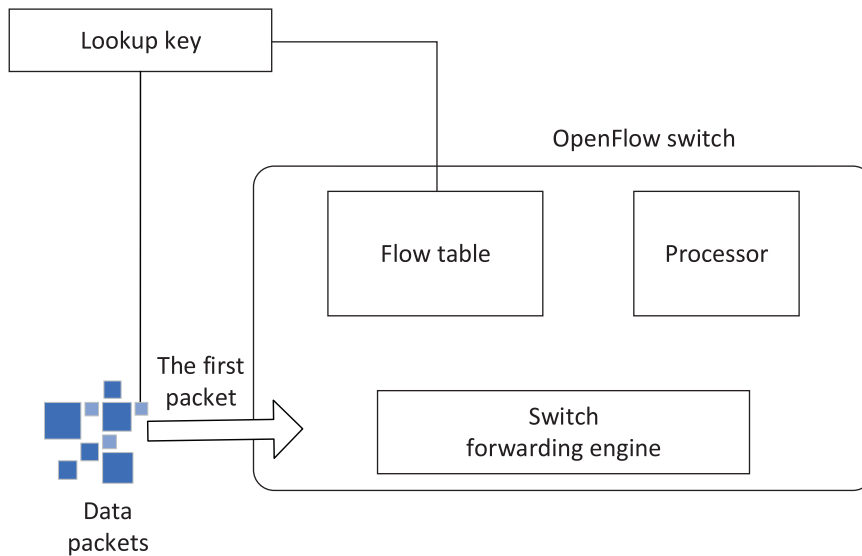 Lookup key
OpenFlow switch
Flow table
Processor
The first
packet
Switch
forwarding engine
Data
packets